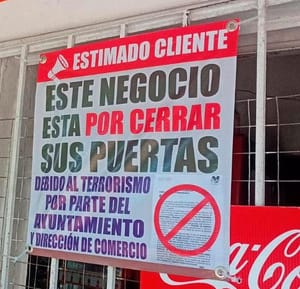 ESTIMADO CLIENTE
ESTE NEGOCIO
ESTA POR CERRAR
SUS PUERTAS
DEBIDO AL TERRORISMO
POR PARTE DEL
AYUNTAMIENTO
Y DIRECCIÓN DE COMERCIO
Coca-C